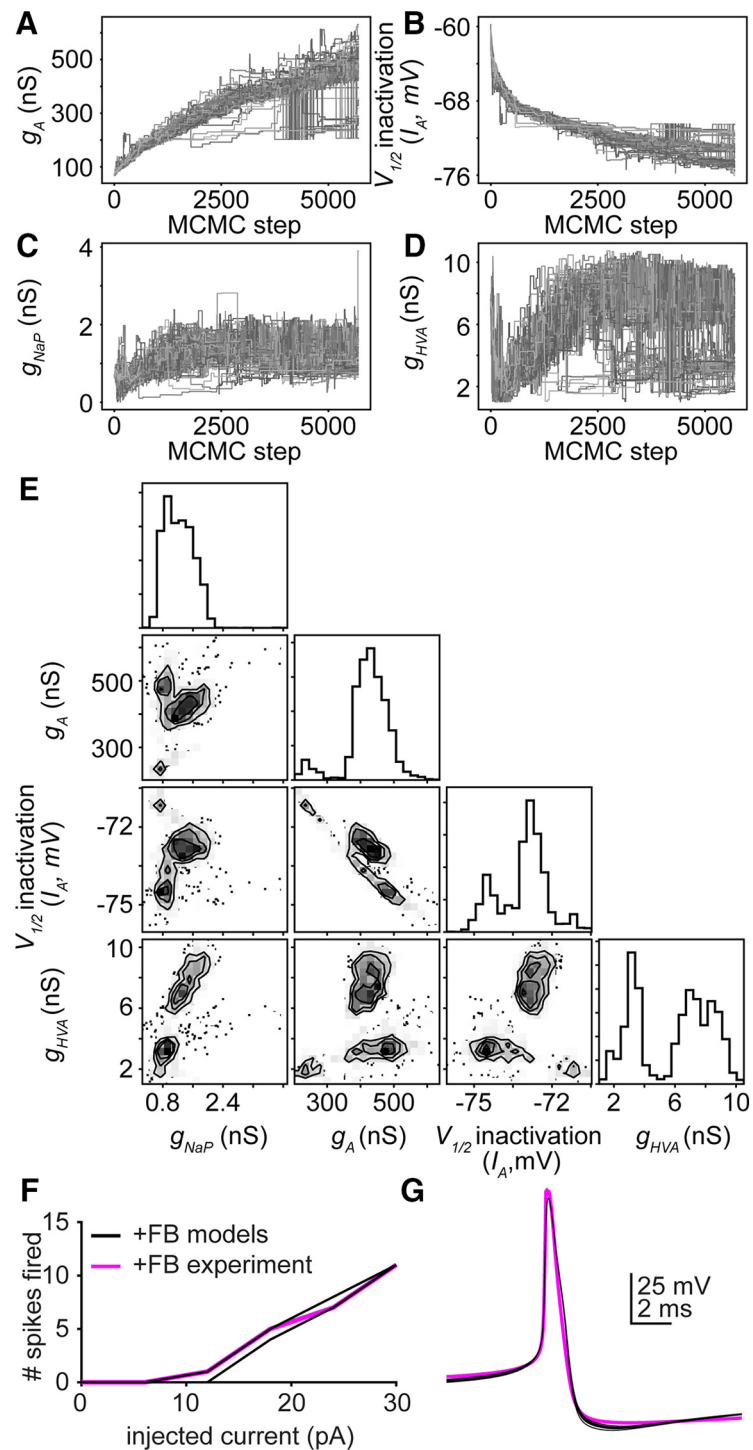 A
B
500
300
100
g_A (nS)
0
2500
5000
MCMC step
-60
-68
-76
V_1/2 inactivation
(I_A, mV)
0
2500
5000
MCMC step
C
D
4
2
0
g_NaP (nS)
0
2500
5000
MCMC step
10
6
2
g_HVA (nS)
0
2500
5000
MCMC step
E
500
300
g_A (nS)
-72
-75
V_1/2 inactivation
(I_A, mV)
10
6
2
g_HVA (nS)
0.8
2.4
g_NaP (nS)
300
500
g_A (nS)
-75
-72
V_1/2 inactivation
(I_A,mV)
2
6
10
g_HVA (nS)
F
G
15
10
5
0
# spikes fired
+FB models
+FB experiment
0
10
20
30
injected current (pA)
25 mV
2 ms